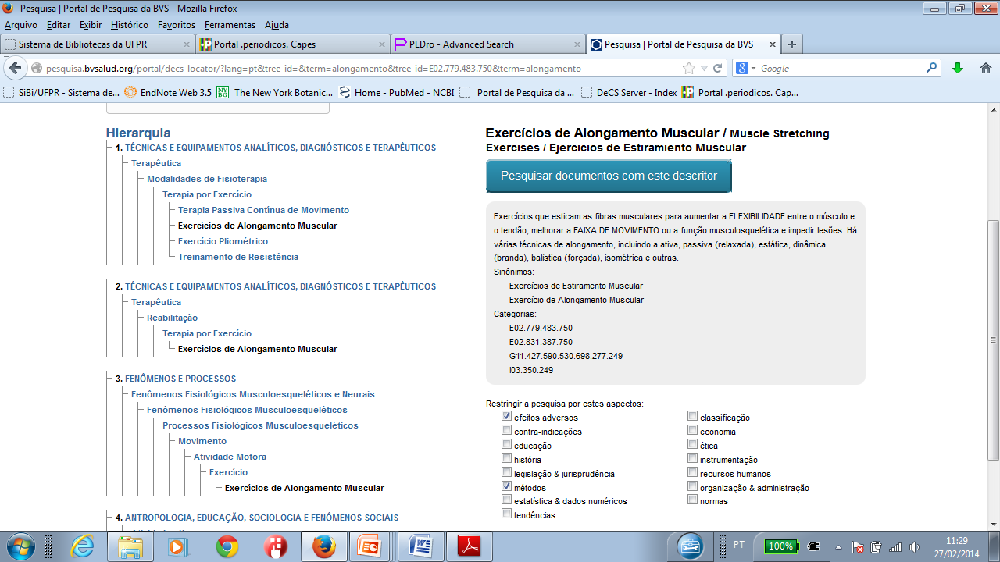 Pesquisa | Portal de Pesquisa da BVS - Mozilla Firefox
Arquivo Editar Exibir Histórico Favoritos Ferramentas Ajuda
Sistema de Bibliotecas da UFPR
Portal .periodicos. Capes
PEDro - Advanced Search
Pesquisa | Portal de Pesquisa da BVS
pesquisa.bvsalud.org/portal/decs-locator/?lang=pt&tree_id=&term=alongamento&tree_id=E02.779.483.750&term=alongamento
Google
SiBi/UFPR - Sistema de... EndNote Web 3.5 The New York Botanic... Home - PubMed - NCBI Portal de Pesquisa da ... DeCS Server - Index Portal .periodicos. Cap...
Hierarquia
1. TÉCNICAS E EQUIPAMENTOS ANALÍTICOS, DIAGNÓSTICOS E TERAPÊUTICOS
Terapêutica
Modalidades de Fisioterapia
Terapia por Exercício
Terapia Passiva Contínua de Movimento
Exercícios de Alongamento Muscular
Exercício Pliométrico
Treinamento de Resistência
2. TÉCNICAS E EQUIPAMENTOS ANALÍTICOS, DIAGNÓSTICOS E TERAPÊUTICOS
Terapêutica
Reabilitação
Terapia por Exercício
Exercícios de Alongamento Muscular
3. FENÔMENOS E PROCESSOS
Fenômenos Fisiológicos Musculoesqueléticos e Neurais
Fenômenos Fisiológicos Musculoesqueléticos
Processos Fisiológicos Musculoesqueléticos
Movimento
Atividade Motora
Exercício
Exercícios de Alongamento Muscular
4. ANTROPOLOGIA, EDUCAÇÃO, SOCIOLOGIA E FENÔMENOS SOCIAIS
Exercícios de Alongamento Muscular / Muscle Stretching
Exercises / Ejercicios de Estiramiento Muscular
Pesquisar documentos com este descritor
Exercícios que esticam as fibras musculares para aumentar a FLEXIBILIDADE entre o músculo e
o tendão, melhorar a FAIXA DE MOVIMENTO ou a função musculosquelética e impedir lesões. Há
várias técnicas de alongamento, incluindo a ativa, passiva (relaxada), estática, dinâmica
(branda), balística (forçada), isométrica e outras.
Sinônimos:
Exercícios de Estiramento Muscular
Exercício de Alongamento Muscular
Categorias:
E02.779.483.750
E02.831.387.750
G11.427.590.530.698.277.249
I03.350.249
Restringir a pesquisa por estes aspectos:
efeitos adversos
contra-indicações
educação
história
legislação & jurisprudência
métodos
estatística & dados numéricos
tendências
classificação
economia
ética
instrumentação
recursos humanos
organização & administração
normas
PT
100%
11:29
27/02/2014